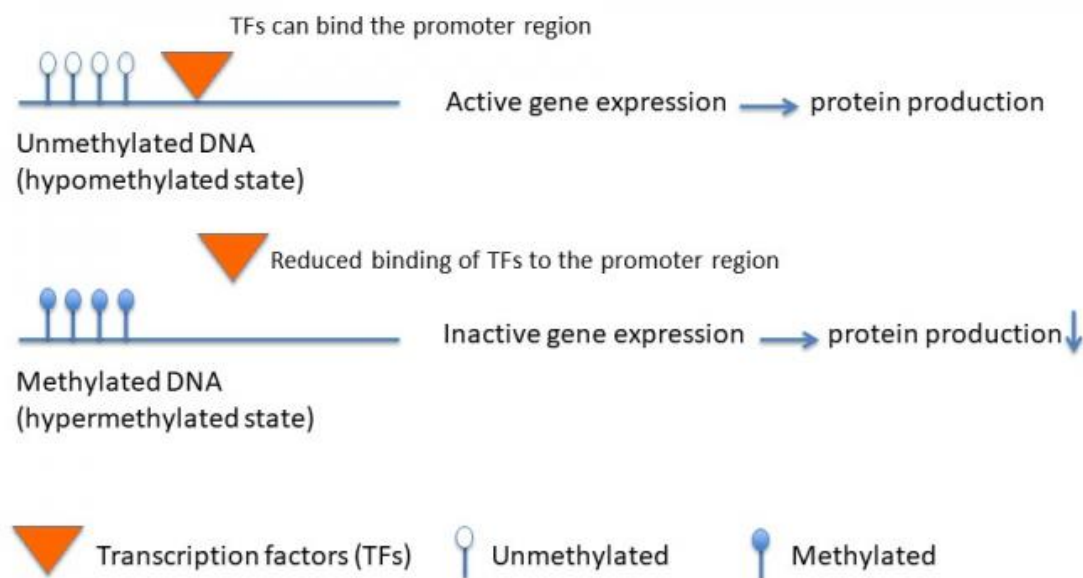 TFs can bind the promoter region
Active gene expression protein production
Unmethylated DNA
(hypomethylated state)
Reduced binding of TFs to the promoter region
Inactive gene expression protein production
Methylated DNA
(hypermethylated state)
Transcription factors (TFs) Unmethylated Methylated